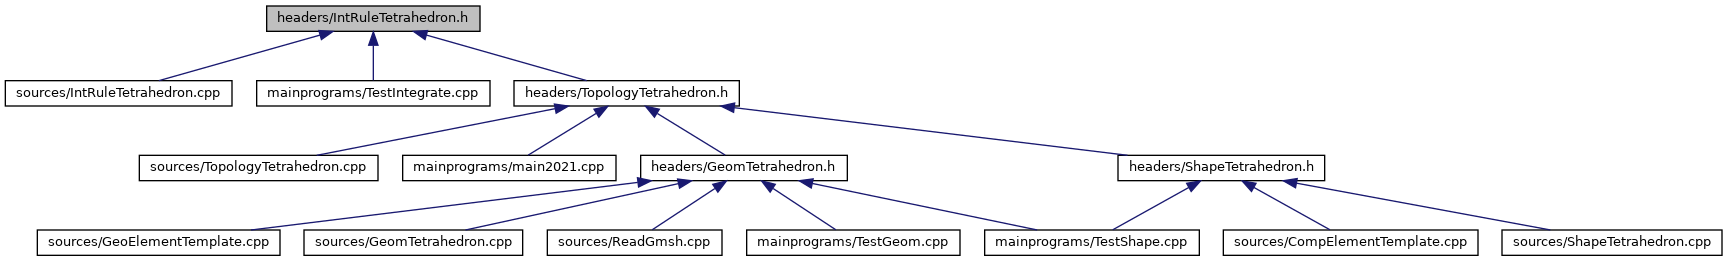 headers/IntRuleTetrahedron.h
sources/IntRuleTetrahedron.cpp
mainprograms/TestIntegrate.cpp
headers/TopologyTetrahedron.h
sources/TopologyTetrahedron.cpp
mainprograms/main2021.cpp
headers/GeomTetrahedron.h
headers/ShapeTetrahedron.h
sources/GeoElementTemplate.cpp
sources/GeomTetrahedron.cpp
sources/ReadGmsh.cpp
mainprograms/TestGeom.cpp
mainprograms/TestShape.cpp
sources/CompElementTemplate.cpp
sources/ShapeTetrahedron.cpp